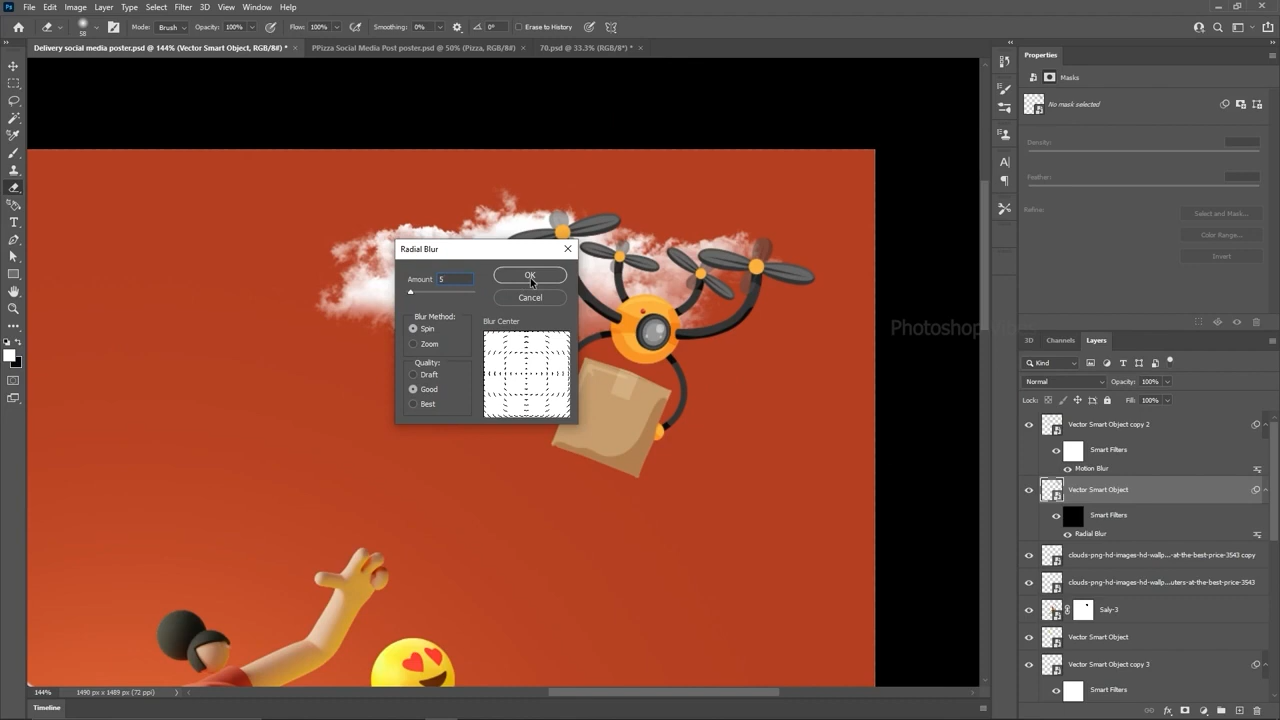 Ps File Edit Image Layer Type Select Filter 3D View Window Help
58 Mode: Brush Opacity: 100% Flow: 100% Smoothing: 0% 0° Erase to History
Delivery social media poster.psd @ 144% (Vector Smart Object, RGB/8#) * × PPizza Social Media Post poster.psd @ 50% (Pizza, RGB/8#) × 70.psd @ 33.3% (RGB/8*) * ×
Radial Blur
Amount 5
OK
Cancel
Blur Method:
Spin
Zoom
Quality:
Draft
Good
Best
Blur Center
Properties
Masks
No mask selected
Density:
Feather:
Refine:
Select and Mask...
Color Range...
Invert
Photoshop
3D Channels Layers
Kind
Normal Opacity: 100%
Lock: Fill: 100%
Vector Smart Object copy 2
Smart Filters
Motion Blur
Vector Smart Object
Smart Filters
Radial Blur
clouds-png-hd-images-hd-wallp...-at-the-best-price-3543 copy
clouds-png-hd-images-hd-wallp...uters-at-the-best-price-3543
Saly-3
Vector Smart Object
Vector Smart Object copy 3
Smart Filters
144% 1490 px x 1489 px (72 ppi)
Timeline